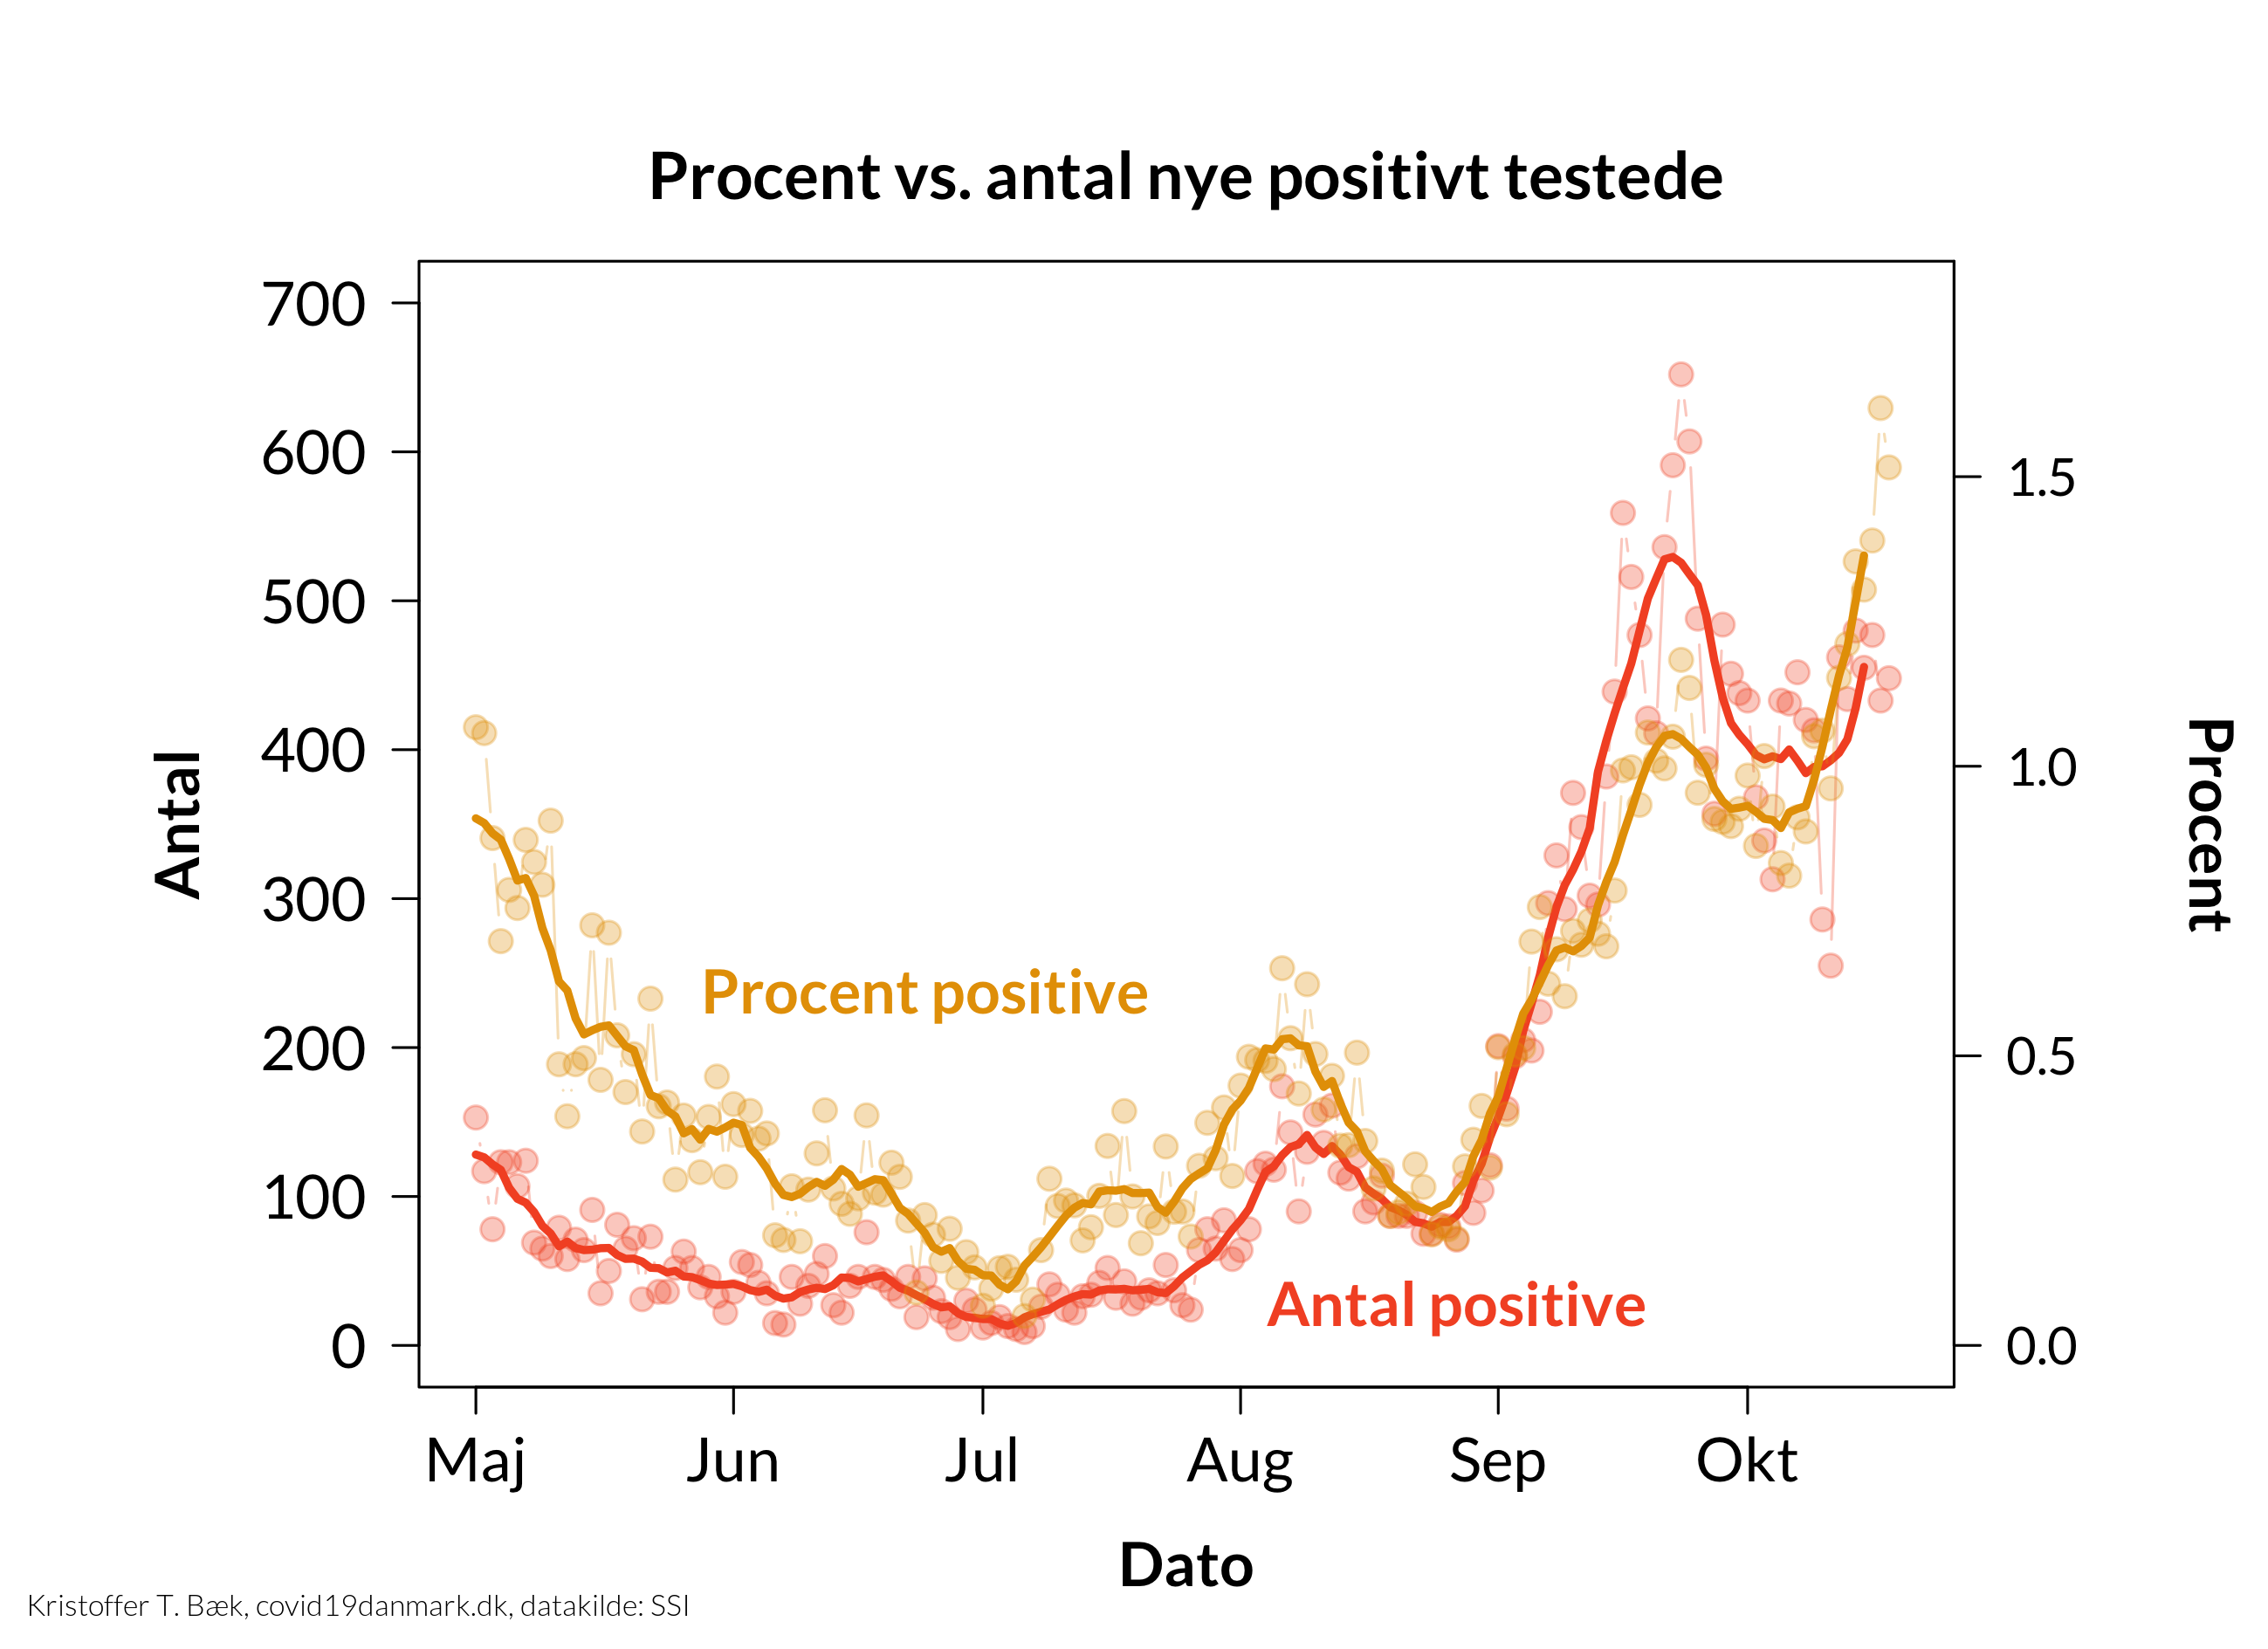 Procent vs. antal nye positivt testede
700
600
500
400
300
200
100
0
Antal
1.5
1.0
0.5
0.0
Procent
Procent positive
Antal positive
Maj Jun Jul Aug Sep Okt
Dato
Kristoffer T. Bæk, covid19danmark.dk, datakilde: SSI